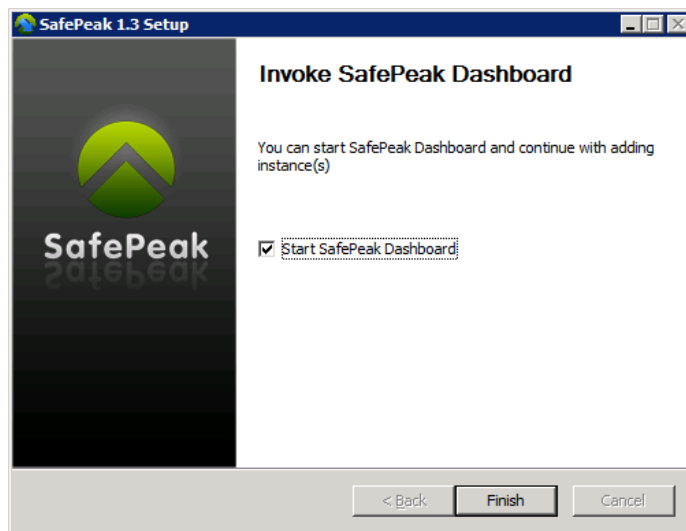 SafePeak 1.3 Setup
Invoke SafePeak Dashboard
You can start SafePeak Dashboard and continue with adding
instance(s)
SafePeak
Start SafePeak Dashboard
< Back
Finish
Cancel